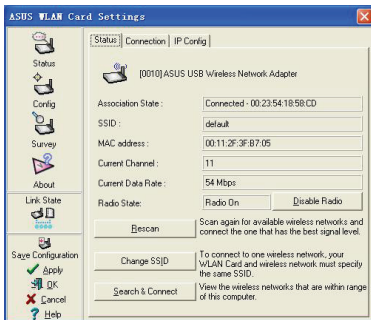 ASUS WLAN Card Settings
Status
Config
Survey
About
Link State
Save Configuration
Apply
OK
Cancel
Help
Status Connection IP Config
[0010] ASUS USB Wireless Network Adapter
Association State : Connected - 00:23:54:18:58:CD
SSID : default
MAC address : 00:11:2F:3F:B7:05
Current Channel : 11
Current Data Rate : 54 Mbps
Radio State: Radio On Disable Radio
Rescan
Scan again for available wireless networks and
connect the one that has the best signal level.
Change SSID
To connect to one wireless network, your
WLAN Card and wireless network must specify
the same SSID.
Search & Connect
View the wireless networks that are within range
of this computer.